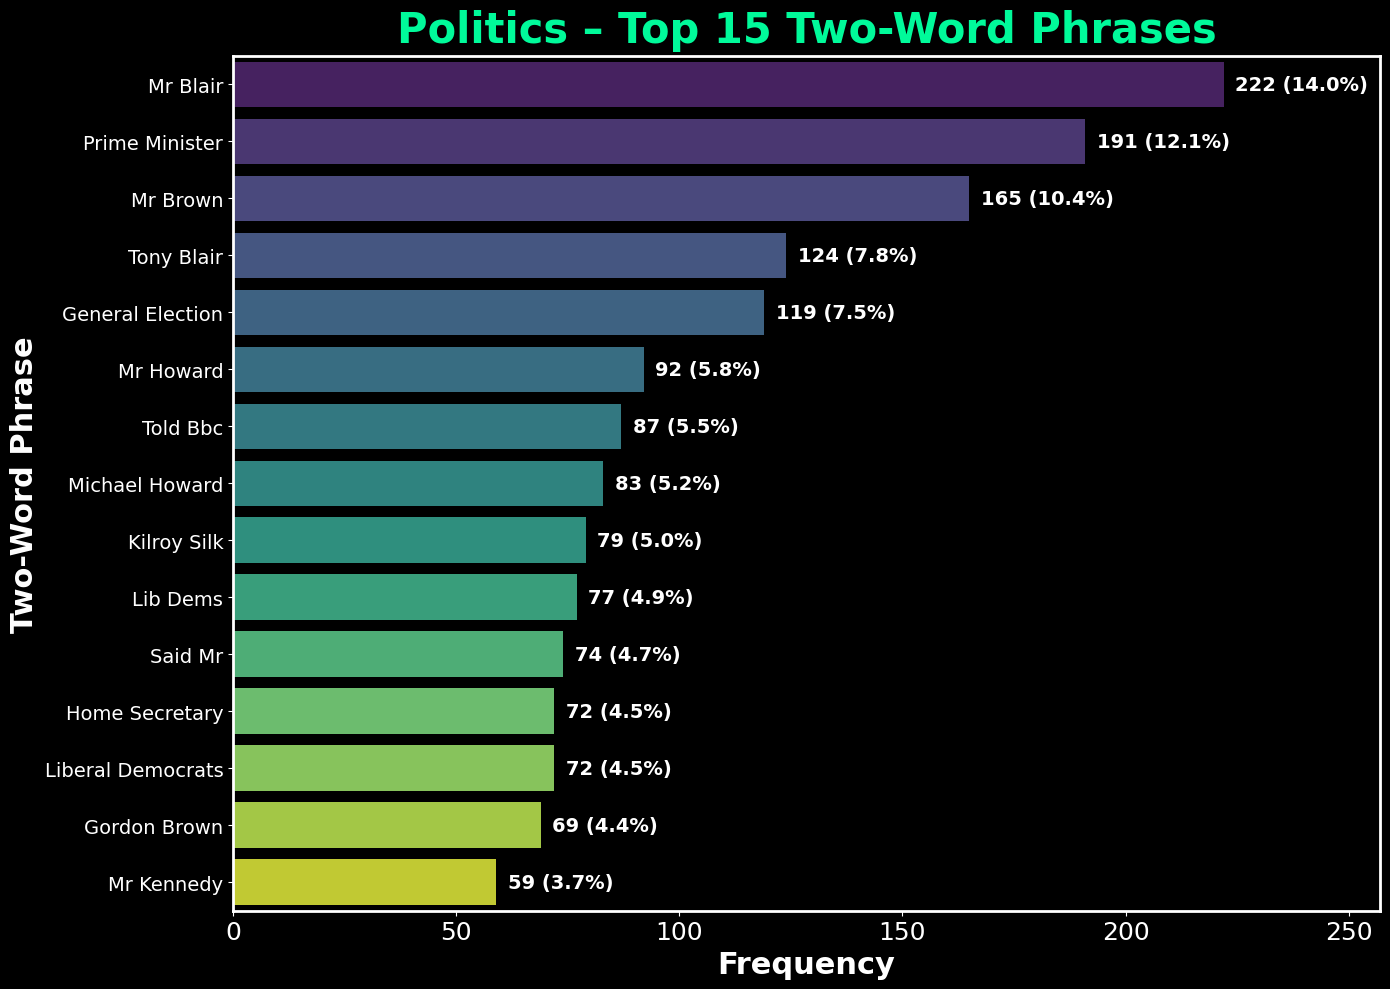 Politics – Top 15 Two-Word Phrases
Two-Word Phrase
Mr Blair 222 (14.0%)
Prime Minister 191 (12.1%)
Mr Brown 165 (10.4%)
Tony Blair 124 (7.8%)
General Election 119 (7.5%)
Mr Howard 92 (5.8%)
Told Bbc 87 (5.5%)
Michael Howard 83 (5.2%)
Kilroy Silk 79 (5.0%)
Lib Dems 77 (4.9%)
Said Mr 74 (4.7%)
Home Secretary 72 (4.5%)
Liberal Democrats 72 (4.5%)
Gordon Brown 69 (4.4%)
Mr Kennedy 59 (3.7%)
0 50 100 150 200 250
Frequency